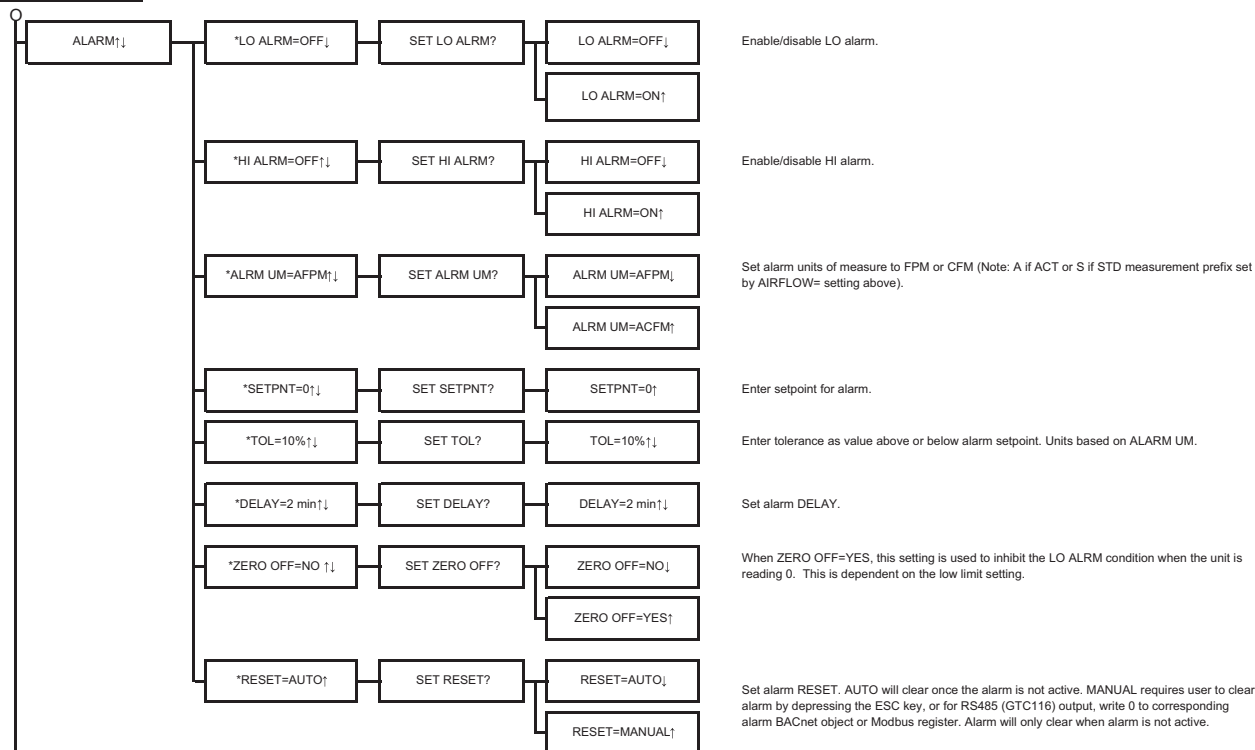 O
ALARM↑↓
*LO ALRM=OFF↓
SET LO ALRM?
LO ALRM=OFF↓
Enable/disable LO alarm.
LO ALRM=ON↑
*HI ALRM=OFF↑↓
SET HI ALRM?
HI ALRM=OFF↓
Enable/disable HI alarm.
HI ALRM=ON↑
*ALRM UM=AFPM↑↓
SET ALRM UM?
ALRM UM=AFPM↓
Set alarm units of measure to FPM or CFM (Note: A if ACT or S if STD measurement prefix set
by AIRFLOW= setting above).
ALRM UM=ACFM↑
*SETPNT=0↑↓
SET SETPNT?
SETPNT=0↑
Enter setpoint for alarm.
*TOL=10%↑↓
SET TOL?
TOL=10%↑↓
Enter tolerance as value above or below alarm setpoint. Units based on ALARM UM.
*DELAY=2 min↑↓
SET DELAY?
DELAY=2 min↑↓
Set alarm DELAY.
*ZERO OFF=NO ↑↓
SET ZERO OFF?
ZERO OFF=NO↓
When ZERO OFF=YES, this setting is used to inhibit the LO ALRM condition when the unit is
reading 0. This is dependent on the low limit setting.
ZERO OFF=YES↑
*RESET=AUTO↑
SET RESET?
RESET=AUTO↓
Set alarm RESET. AUTO will clear once the alarm is not active. MANUAL requires user to clear
alarm by depressing the ESC key, or for RS485 (GTC116) output, write 0 to corresponding
alarm BACnet object or Modbus register. Alarm will only clear when alarm is not active.
RESET=MANUAL↑